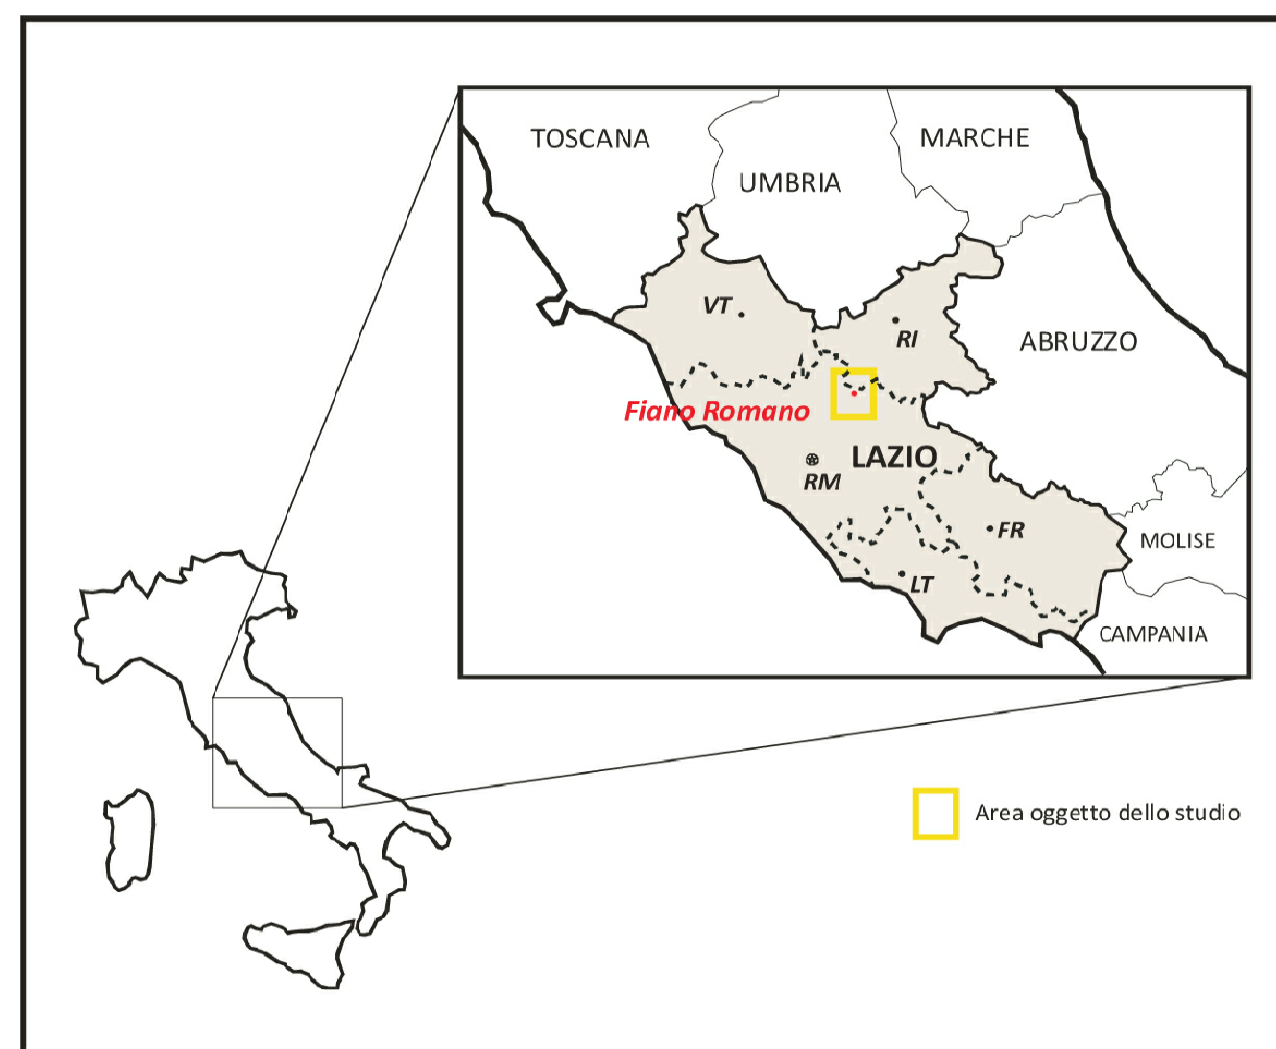 TOSCANA
MARCHE
UMBRIA
VT
RI
ABRUZZO
Fiano Romano
LAZIO
RM
FR
MOLISE
LT
CAMPANIA
Area oggetto dello studio